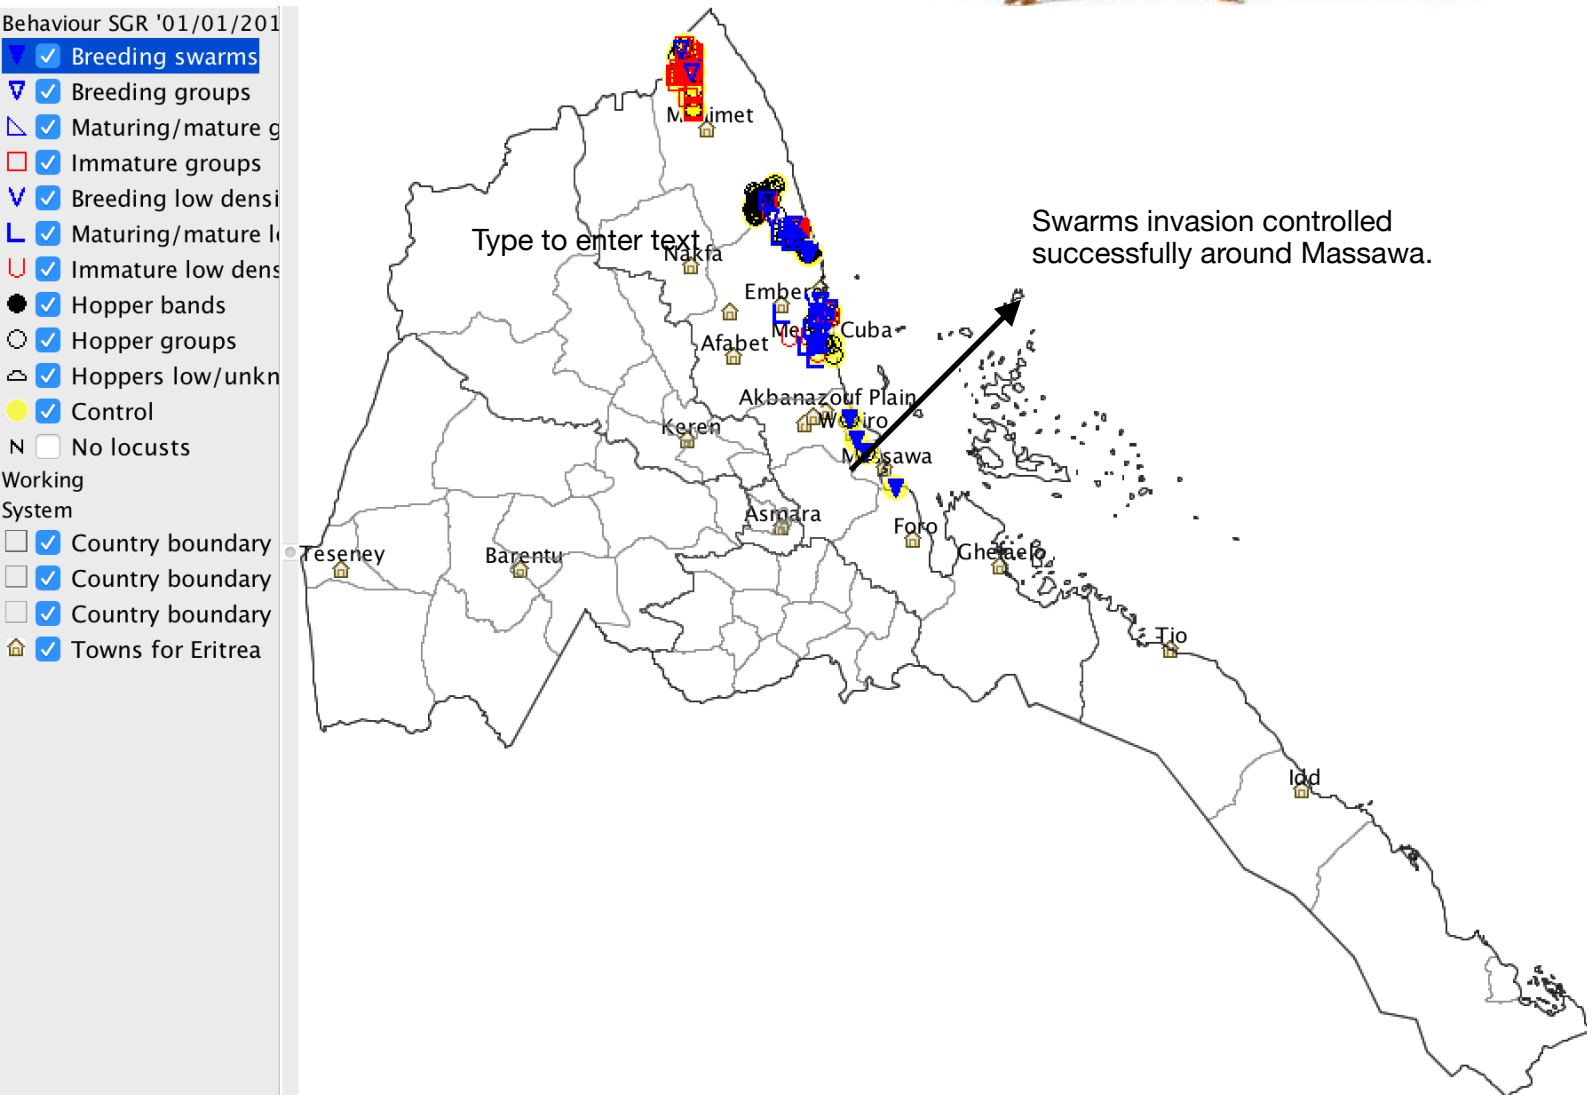 Behaviour SGR '01/01/201
Breeding swarms
Breeding groups
Maturing/mature g
Immature groups
Breeding low densi
Maturing/mature l
Immature low dens
Hopper bands
Hopper groups
Hoppers low/unkn
Control
N No locusts
Working
System
Country boundary
Country boundary
Country boundary
Towns for Eritrea
Type to enter text
Swarms invasion controlled
successfully around Massawa.
Nakfa
Cuba
Afabet
Akbanazouf Plain
Keren
Massawa
Asmara
Foro
Teseney
Barentu
Ghelaelo
Tio
Idd